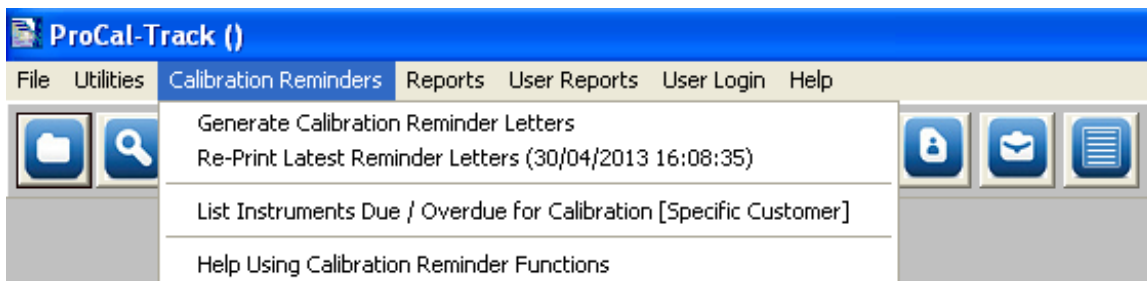 ProCal-Track ()
File Utilities Calibration Reminders Reports User Reports User Login Help
Generate Calibration Reminder Letters
Re-Print Latest Reminder Letters (30/04/2013 16:08:35)
List Instruments Due / Overdue for Calibration [Specific Customer]
Help Using Calibration Reminder Functions